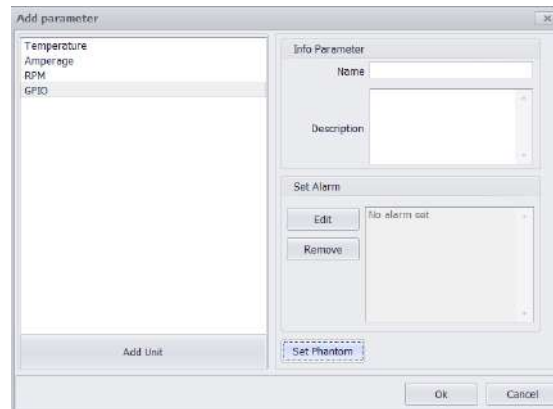 Add parameter
Temperature
Amperage
RPM
GPIO
Add Unit
Info Parameter
Name
Description
Set Alarm
Edit
Remove
No alarm set
Set Phantom
Ok
Cancel